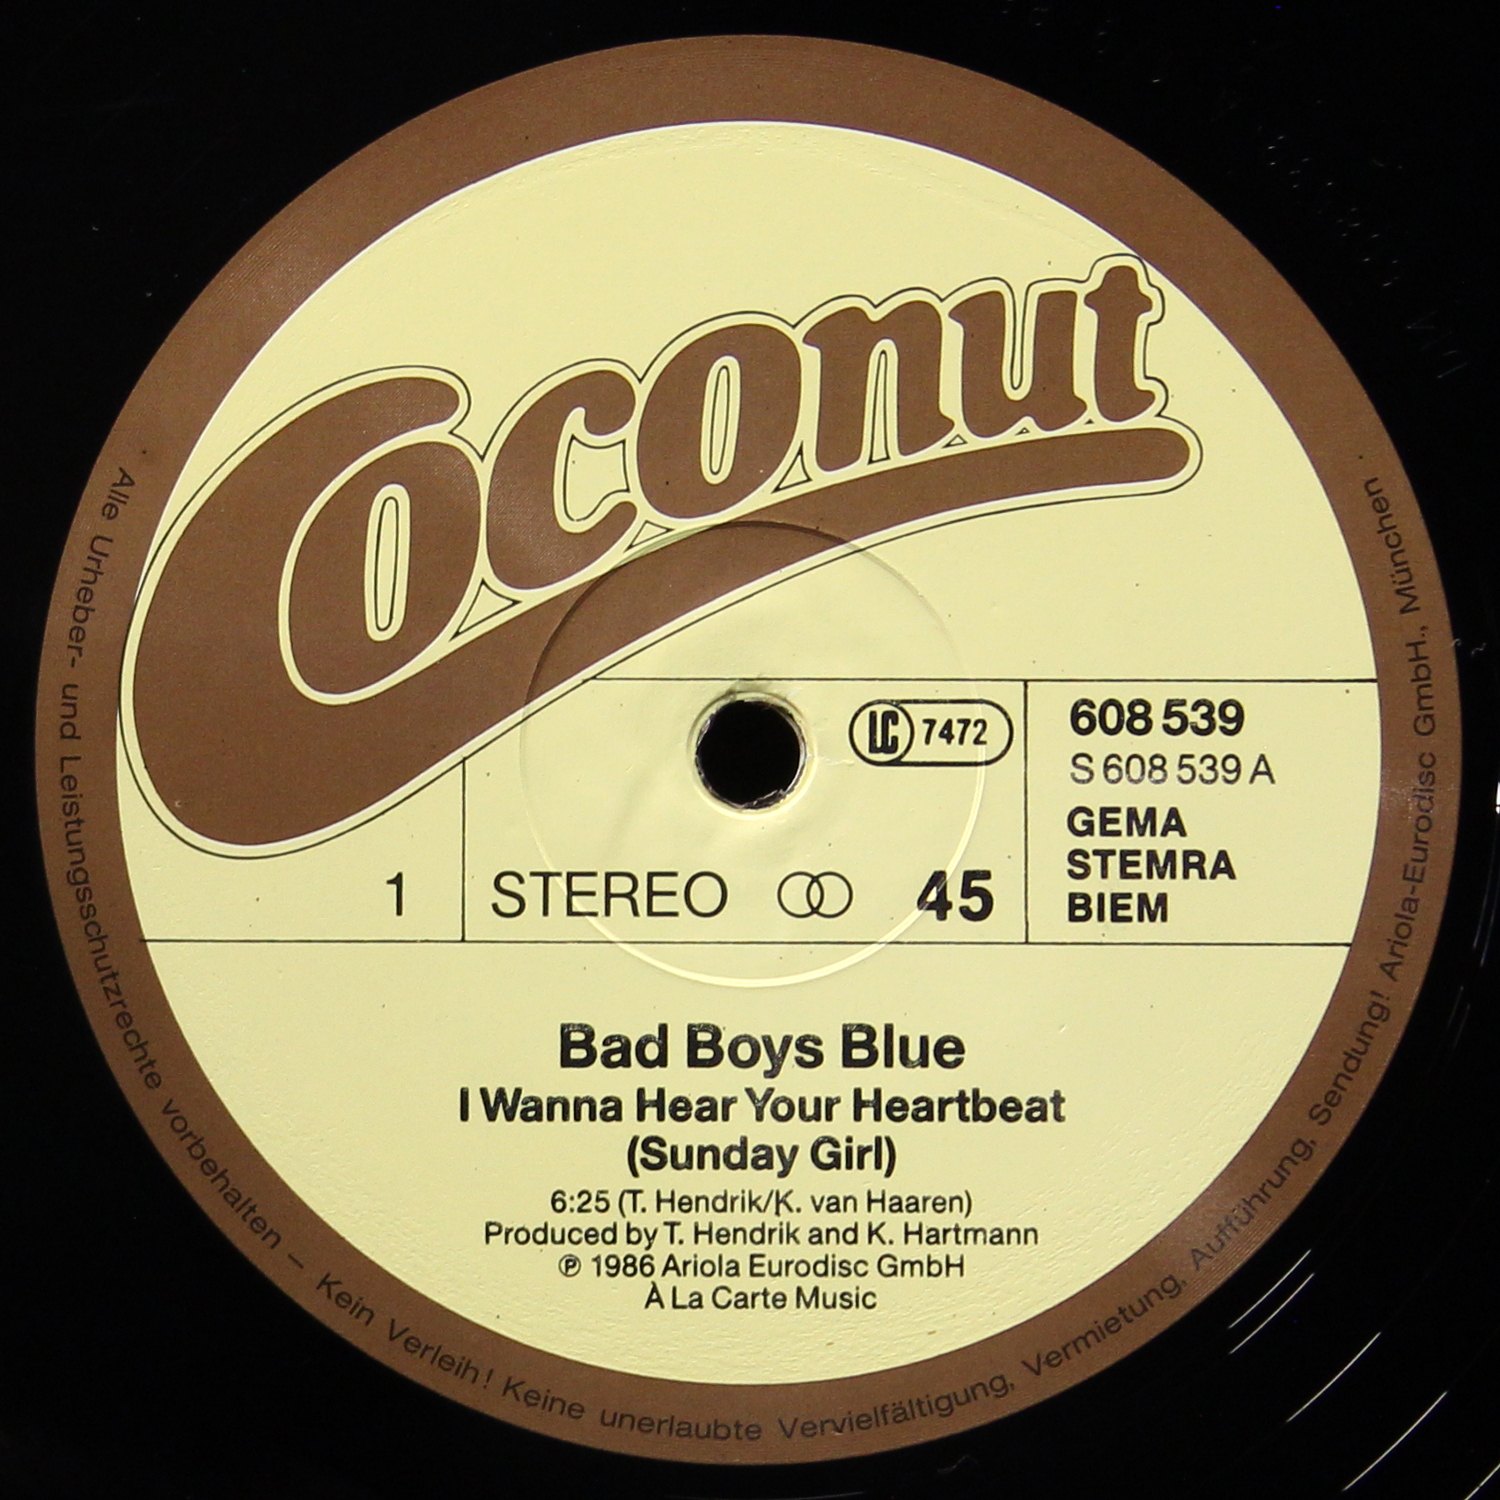 Coconut
LC 7472
608 539
S 608 539 A
GEMA
STEMRA
BIEM
1
STEREO
45
Bad Boys Blue
I Wanna Hear Your Heartbeat
(Sunday Girl)
6:25 (T. Hendrik/K. van Haaren)
Produced by T. Hendrik and K. Hartmann
℗ 1986 Ariola Eurodisc GmbH
À La Carte Music
Alle Urheber- und Leistungsschutzrechte vorbehalten – Kein Verleih! Keine unerlaubte Vervielfältigung, Vermietung, Aufführung, Sendung! Ariola-Eurodisc GmbH., München